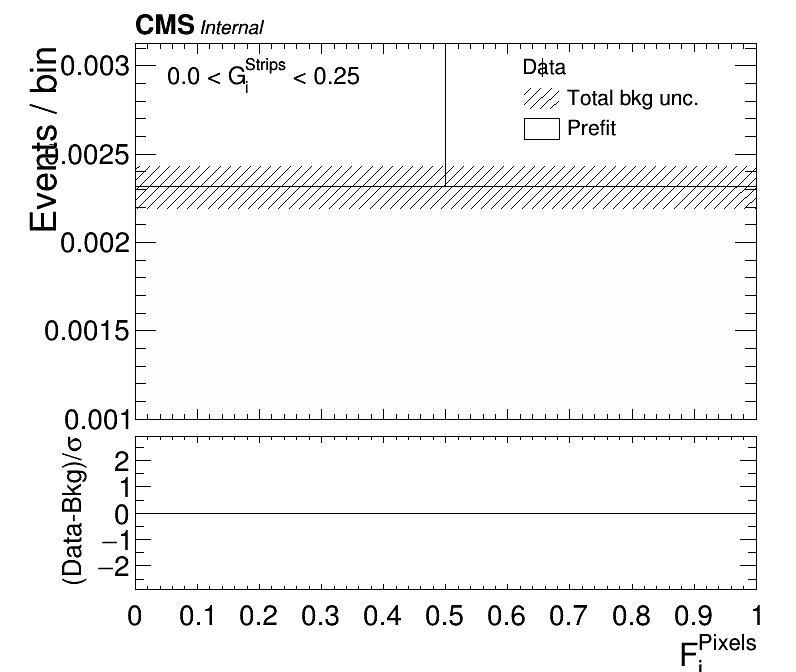 CMS Internal
0.0 < G_i^Strips < 0.25
Data
Total bkg unc.
Prefit
Events / bin
0.003
0.0025
0.002
0.0015
0.001
(Data-Bkg)/σ
2
1
0
−1
−2
0 0.1 0.2 0.3 0.4 0.5 0.6 0.7 0.8 0.9 1
F_i^Pixels